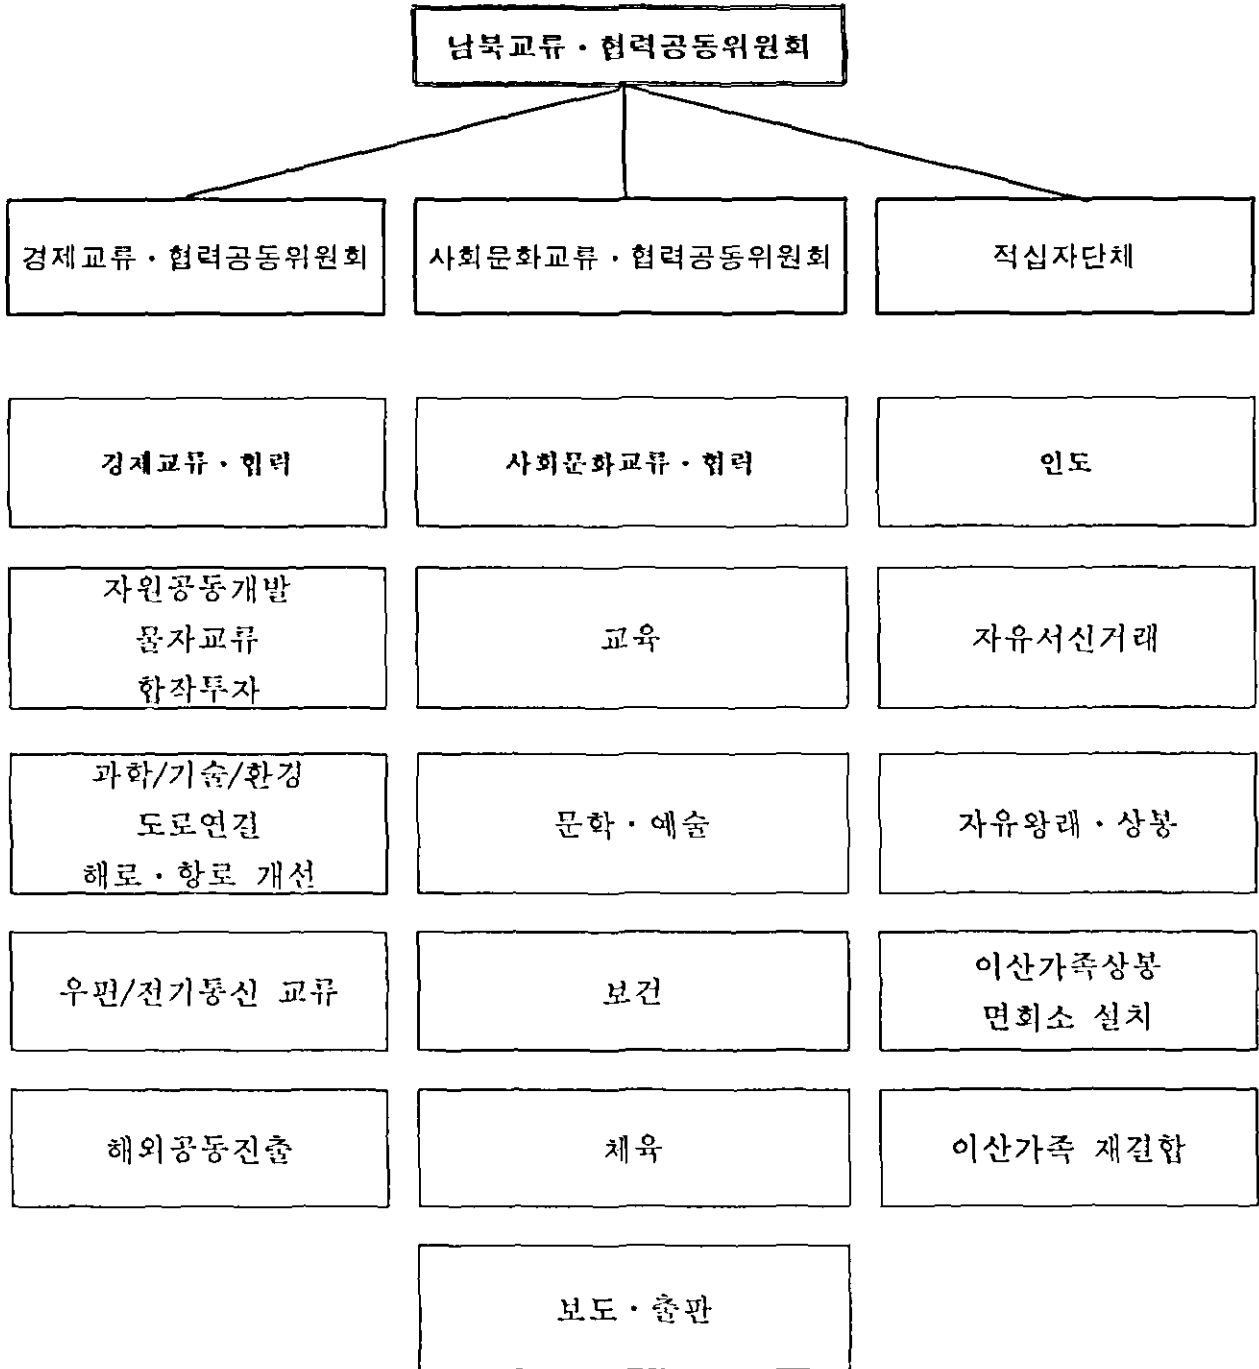 남북교류・협력공동위원회
경제교류・협력공동위원회
사회문화교류・협력공동위원회
적십자단체
경제교류・협력
사회문화교류・협력
인도
자원공동개발
물자교류
합작투자
교육
자유서신거래
과학/기술/환경
도로연결
해로・항로 개선
문학・예술
자유왕래・상봉
우편/전기통신 교류
보건
이산가족상봉
면회소 설치
해외공동진출
체육
이산가족 재결합
보도・출판